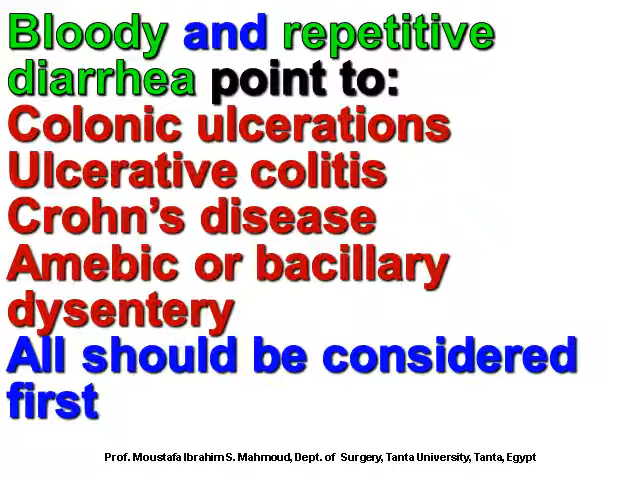 Bloody and repetitive
diarrhea point to:
Colonic ulcerations
Ulcerative colitis
Crohn’s disease
Amebic or bacillary
dysentery
All should be considered
first
Prof. Moustafa Ibrahim S. Mahmoud, Dept. of Surgery, Tanta University, Tanta, Egypt